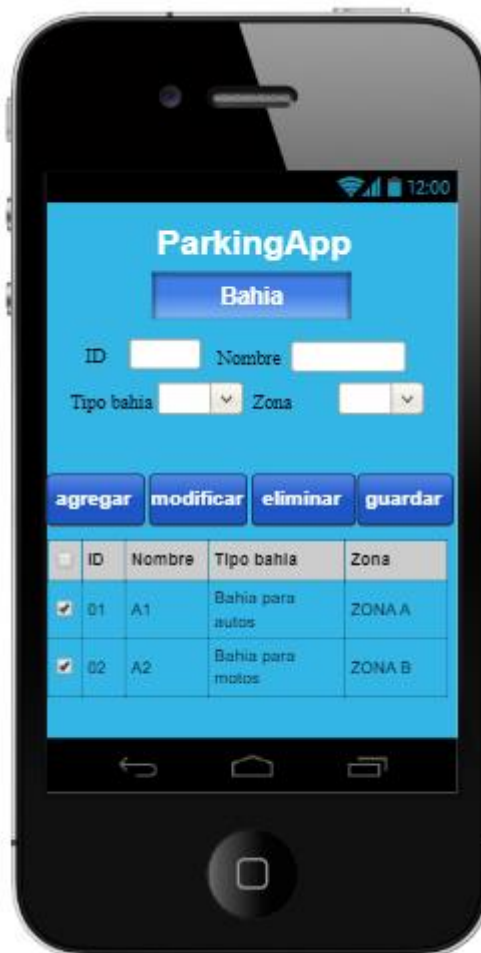 12:00
ParkingApp
Bahia
ID Nombre
Tipo bahia Zona
agregar modificar eliminar guardar
ID Nombre Tipo bahia Zona
01 A1 Bahia para autos ZONA A
02 A2 Bahia para motos ZONA B